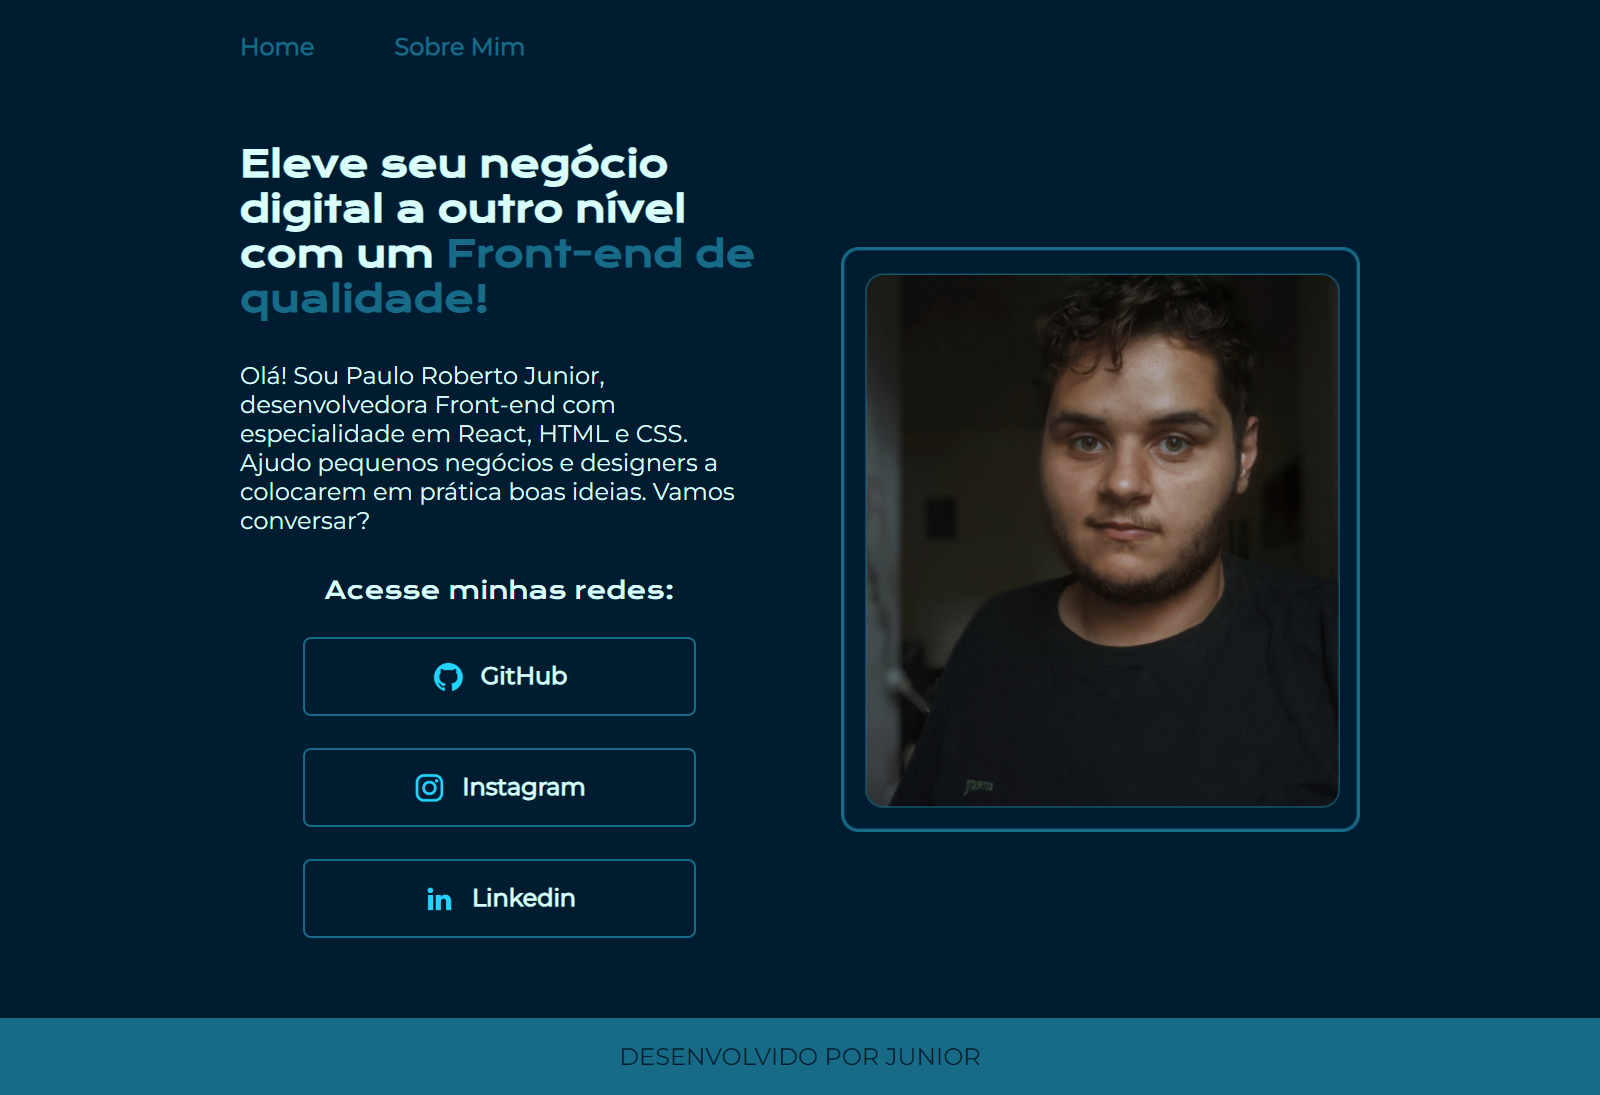 Home Sobre Mim
Eleve seu negócio
digital a outro nível
com um Front-end de
qualidade!
Olá! Sou Paulo Roberto Junior,
desenvolvedora Front-end com
especialidade em React, HTML e CSS.
Ajudo pequenos negócios e designers a
colocarem em prática boas ideias. Vamos
conversar?
Acesse minhas redes:
GitHub
Instagram
Linkedin
DESENVOLVIDO POR JUNIOR